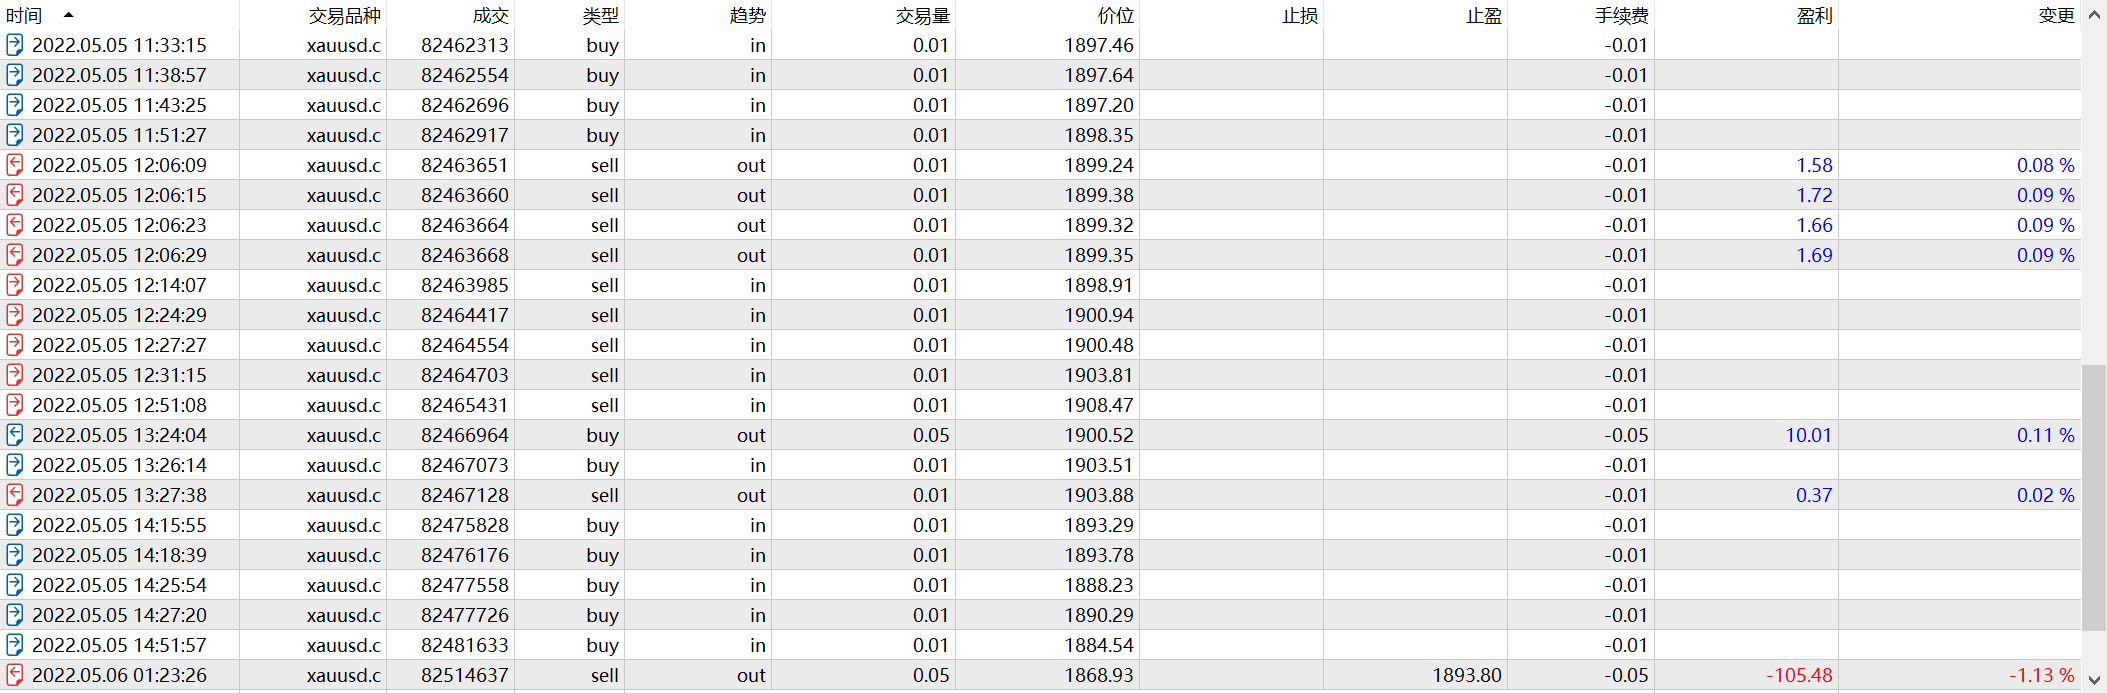 时间 交易品种 成交 类型 趋势 交易量 价位 止损 止盈 手续费 盈利 变更
2022.05.05 11:33:15 xauusd.c 82462313 buy in 0.01 1897.46 -0.01
2022.05.05 11:38:57 xauusd.c 82462554 buy in 0.01 1897.64 -0.01
2022.05.05 11:43:25 xauusd.c 82462696 buy in 0.01 1897.20 -0.01
2022.05.05 11:51:27 xauusd.c 82462917 buy in 0.01 1898.35 -0.01
2022.05.05 12:06:09 xauusd.c 82463651 sell out 0.01 1899.24 -0.01 1.58 0.08 %
2022.05.05 12:06:15 xauusd.c 82463660 sell out 0.01 1899.38 -0.01 1.72 0.09 %
2022.05.05 12:06:23 xauusd.c 82463664 sell out 0.01 1899.32 -0.01 1.66 0.09 %
2022.05.05 12:06:29 xauusd.c 82463668 sell out 0.01 1899.35 -0.01 1.69 0.09 %
2022.05.05 12:14:07 xauusd.c 82463985 sell in 0.01 1898.91 -0.01
2022.05.05 12:24:29 xauusd.c 82464417 sell in 0.01 1900.94 -0.01
2022.05.05 12:27:27 xauusd.c 82464554 sell in 0.01 1900.48 -0.01
2022.05.05 12:31:15 xauusd.c 82464703 sell in 0.01 1903.81 -0.01
2022.05.05 12:51:08 xauusd.c 82465431 sell in 0.01 1908.47 -0.01
2022.05.05 13:24:04 xauusd.c 82466964 buy out 0.05 1900.52 -0.05 10.01 0.11 %
2022.05.05 13:26:14 xauusd.c 82467073 buy in 0.01 1903.51 -0.01
2022.05.05 13:27:38 xauusd.c 82467128 sell out 0.01 1903.88 -0.01 0.37 0.02 %
2022.05.05 14:15:55 xauusd.c 82475828 buy in 0.01 1893.29 -0.01
2022.05.05 14:18:39 xauusd.c 82476176 buy in 0.01 1893.78 -0.01
2022.05.05 14:25:54 xauusd.c 82477558 buy in 0.01 1888.23 -0.01
2022.05.05 14:27:20 xauusd.c 82477726 buy in 0.01 1890.29 -0.01
2022.05.05 14:51:57 xauusd.c 82481633 buy in 0.01 1884.54 -0.01
2022.05.06 01:23:26 xauusd.c 82514637 sell out 0.05 1868.93 1893.80 -0.05 -105.48 -1.13 %